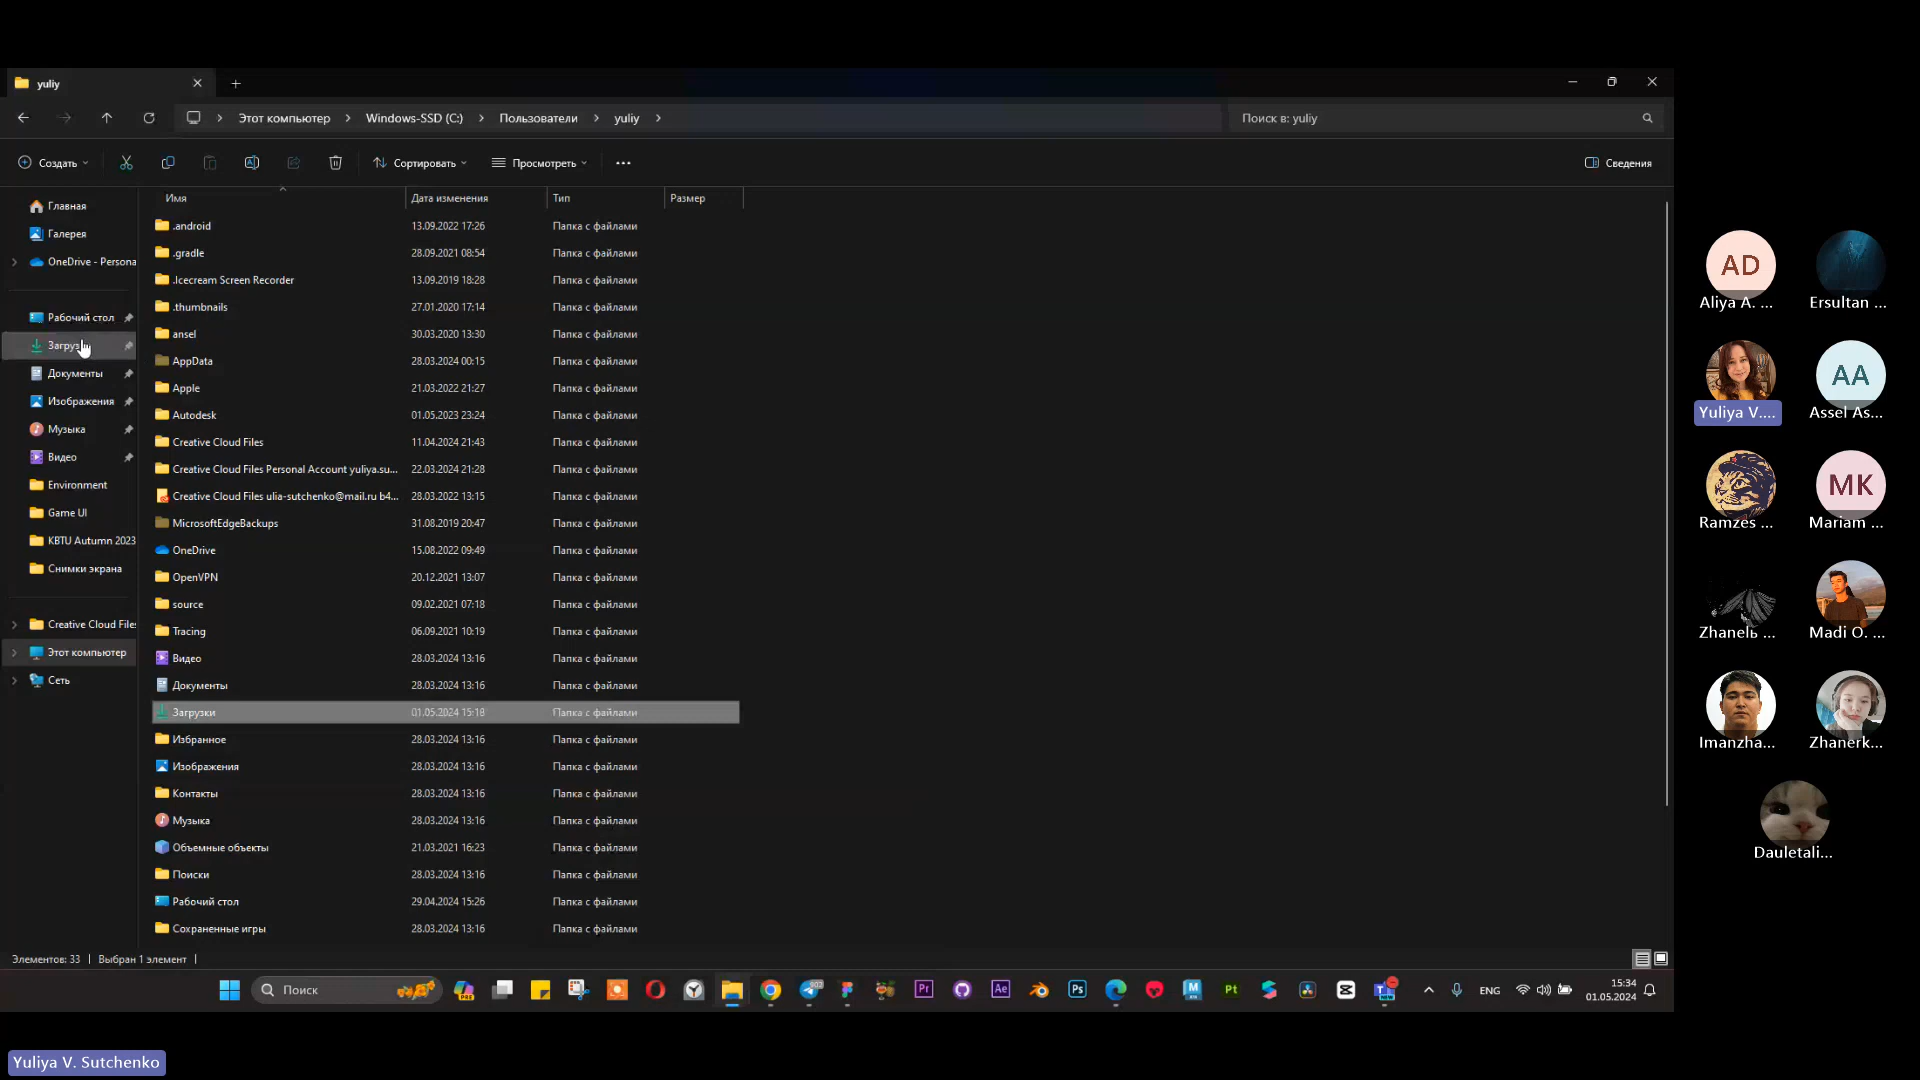 yuliy
Этот компьютер
Windows-SSD (C:)
Пользователи
yuliy
Поиск в: yuliy
Создать
Сортировать
Просмотреть
Сведения
Имя
Дата изменения
Тип
Размер
Главная
Галерея
OneDrive - Persona
Рабочий стол
Документы
Изображения
Музыка
Видео
Environment
Game UI
KBTU Autumn 2023
Снимки экрана
Creative Cloud Files
Этот компьютер
Сеть
.android 13.09.2022 17:26 Папка с файлами
.gradle 28.09.2021 08:54 Папка с файлами
.Icecream Screen Recorder 13.09.2019 18:28 Папка с файлами
.thumbnails 27.01.2020 17:14 Папка с файлами
ansel 30.03.2020 13:30 Папка с файлами
AppData 28.03.2024 00:15 Папка с файлами
Apple 21.03.2022 21:27 Папка с файлами
Autodesk 01.05.2023 23:24 Папка с файлами
Creative Cloud Files 11.04.2024 21:43 Папка с файлами
Creative Cloud Files Personal Account yuliya.su... 22.03.2024 21:28 Папка с файлами
Creative Cloud Files ulia-sutchenko@mail.ru b4... 28.03.2022 13:15 Папка с файлами
MicrosoftEdgeBackups 31.08.2019 20:47 Папка с файлами
OneDrive 15.08.2022 09:49 Папка с файлами
OpenVPN 20.12.2021 13:07 Папка с файлами
source 09.02.2021 07:18 Папка с файлами
Tracing 06.09.2021 10:19 Папка с файлами
Видео 28.03.2024 13:16 Папка с файлами
Документы 28.03.2024 13:16 Папка с файлами
Загрузки 01.05.2024 15:18 Папка с файлами
Избранное 28.03.2024 13:16 Папка с файлами
Изображения 28.03.2024 13:16 Папка с файлами
Контакты 28.03.2024 13:16 Папка с файлами
Музыка 28.03.2024 13:16 Папка с файлами
Объемные объекты 21.03.2021 16:23 Папка с файлами
Поиски 28.03.2024 13:16 Папка с файлами
Рабочий стол 29.04.2024 15:26 Папка с файлами
Сохраненные игры 28.03.2024 13:16 Папка с файлами
Элементов: 33
Выбран 1 элемент
Поиск
Pr
Ae
Ps
M
Pt
ENG
15:34
01.05.2024
AD
Aliya A. ...
Ersultan ...
Yuliya V....
AA
Assel As...
Ramzes ...
MK
Mariam ...
Zhanelь ...
Madi O. ...
Imanzha...
Zhanerk...
Dauletali...
Yuliya V. Sutchenko